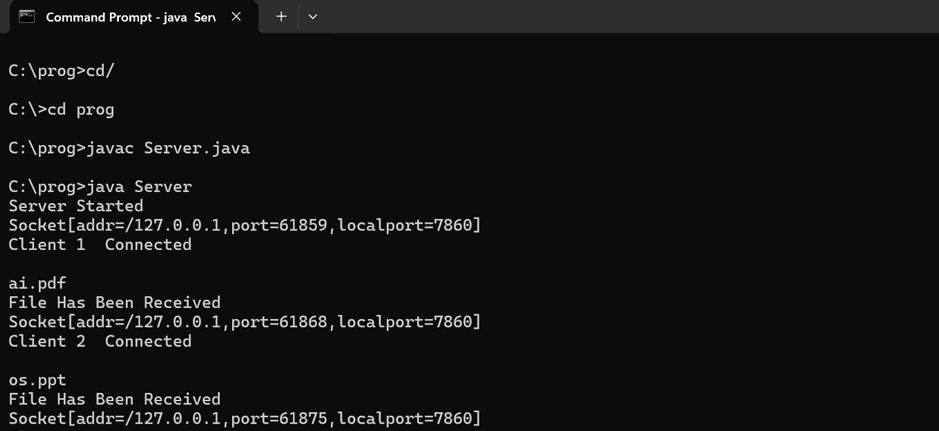 Command Prompt - java Serv
C:\prog>cd/
C:\>cd prog
C:\prog>javac Server.java
C:\prog>java Server
Server Started
Socket[addr=/127.0.0.1,port=61859,localport=7860]
Client 1  Connected
ai.pdf
File Has Been Received
Socket[addr=/127.0.0.1,port=61868,localport=7860]
Client 2  Connected
os.ppt
File Has Been Received
Socket[addr=/127.0.0.1,port=61875,localport=7860]